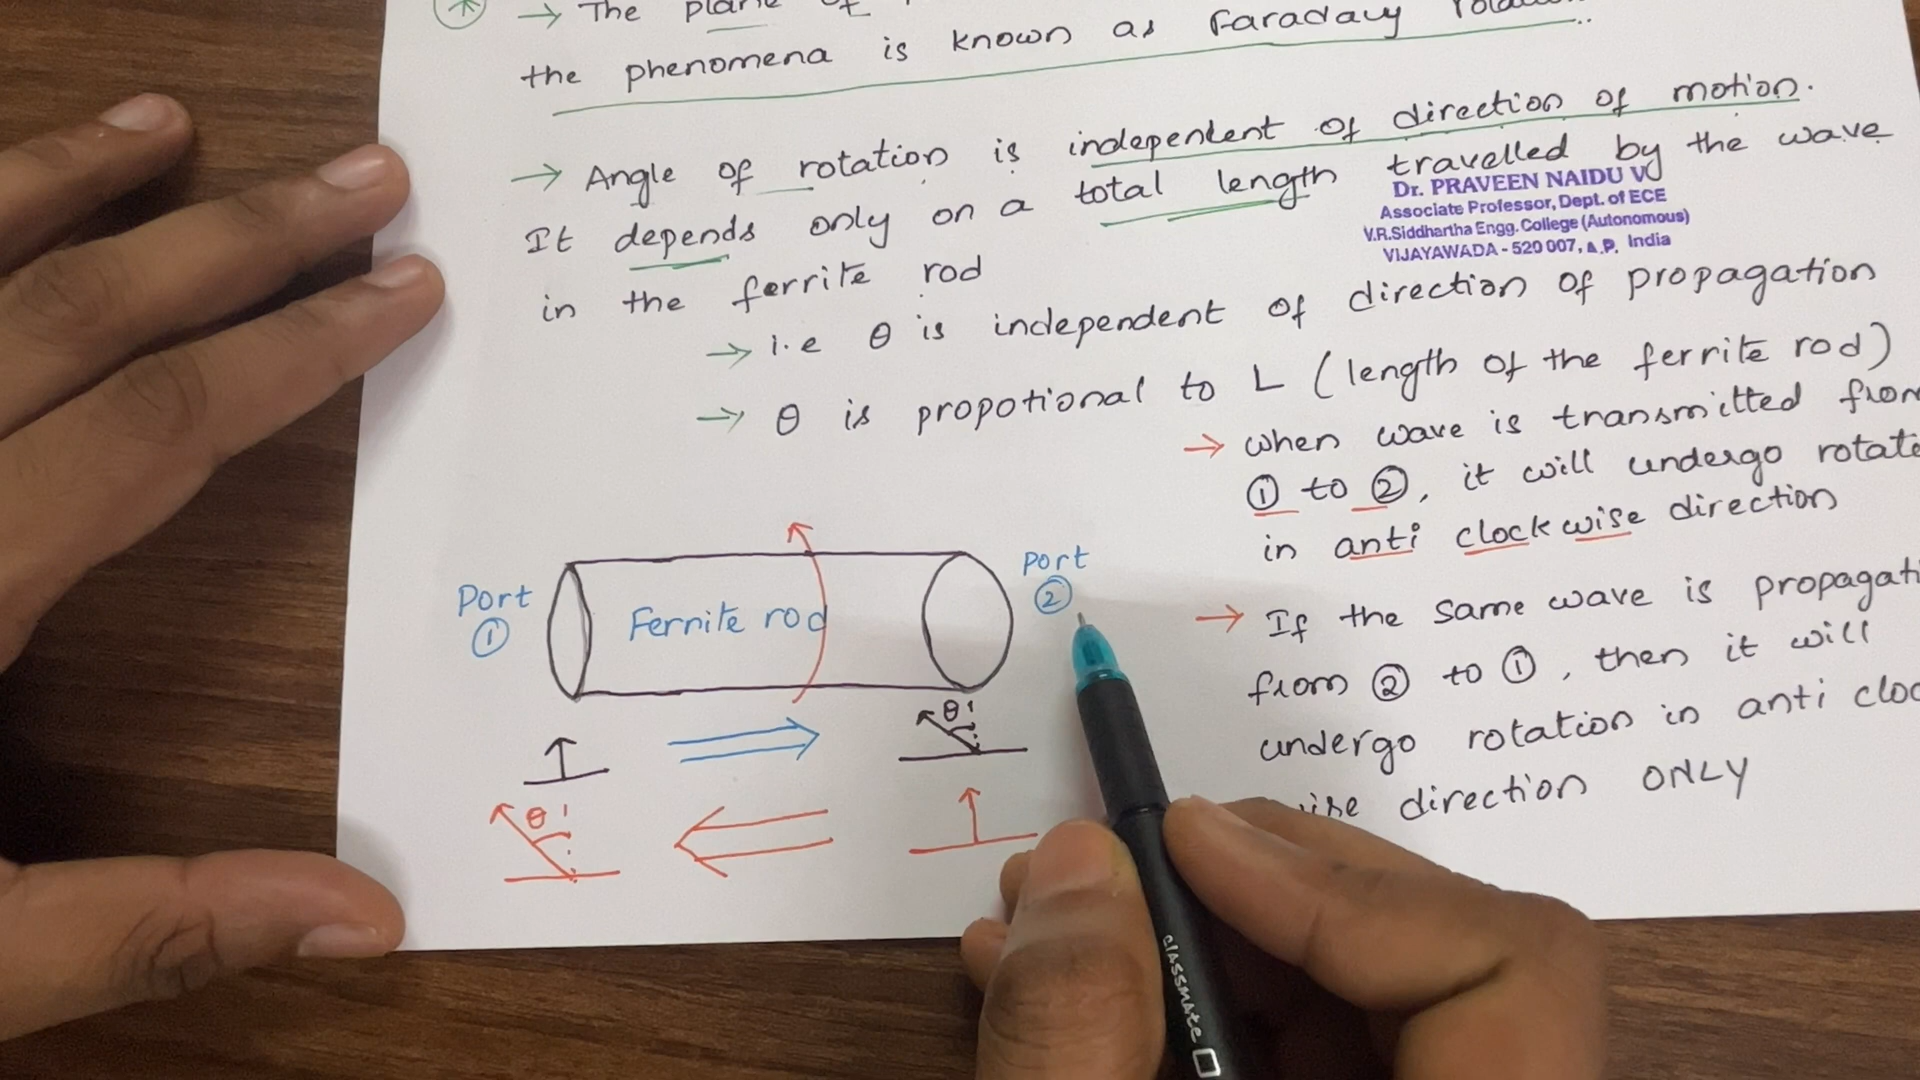 → The plane of
the phenomena is known as Faraday
→ Angle of rotation is independent of direction of motion.
It depends only on a total length travelled by the wave
in the ferrite rod
Dr. PRAVEEN NAIDU V
Associate Professor, Dept. of ECE
V.R.Siddhartha Engg. College (Autonomous)
VIJAYAWADA - 520 007, A.P. India
→ i.e θ is independent of direction of propagation
→ θ is propotional to L (length of the ferrite rod)
→ when wave is transmitted from
① to ②, it will undergo
in anti clockwise direction
→ If the same wave is
from ② to ①, then it will
undergo rotation in anti
direction ONLY
Port
①
Ferrite rod
Port
②
θ
θ
classmate